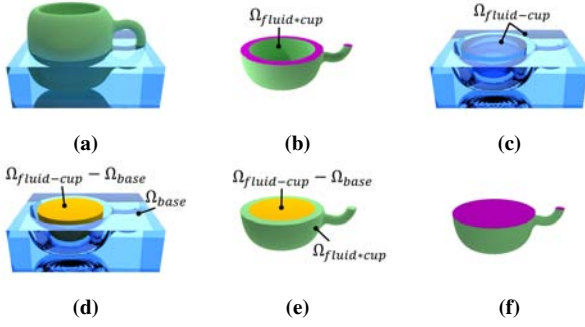 Ω_{fluid∗cup}
Ω_{fluid−cup}
(a)
(b)
(c)
Ω_{fluid−cup} − Ω_{base}
Ω_{base}
Ω_{fluid−cup} − Ω_{base}
Ω_{fluid∗cup}
(d)
(e)
(f)